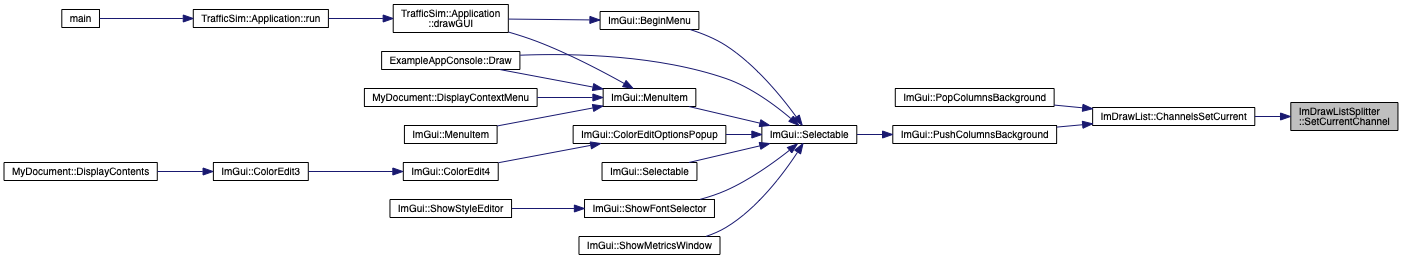 main
TrafficSim::Application::run
TrafficSim::Application
::drawGUI
ImGui::BeginMenu
ExampleAppConsole::Draw
MyDocument::DisplayContextMenu
ImGui::MenuItem
ImGui::MenuItem
ImGui::ColorEditOptionsPopup
ImGui::Selectable
ImGui::PopColumnsBackground
ImGui::PushColumnsBackground
ImDrawList::ChannelsSetCurrent
ImDrawListSplitter
::SetCurrentChannel
MyDocument::DisplayContents
ImGui::ColorEdit3
ImGui::ColorEdit4
ImGui::Selectable
ImGui::ShowStyleEditor
ImGui::ShowFontSelector
ImGui::ShowMetricsWindow